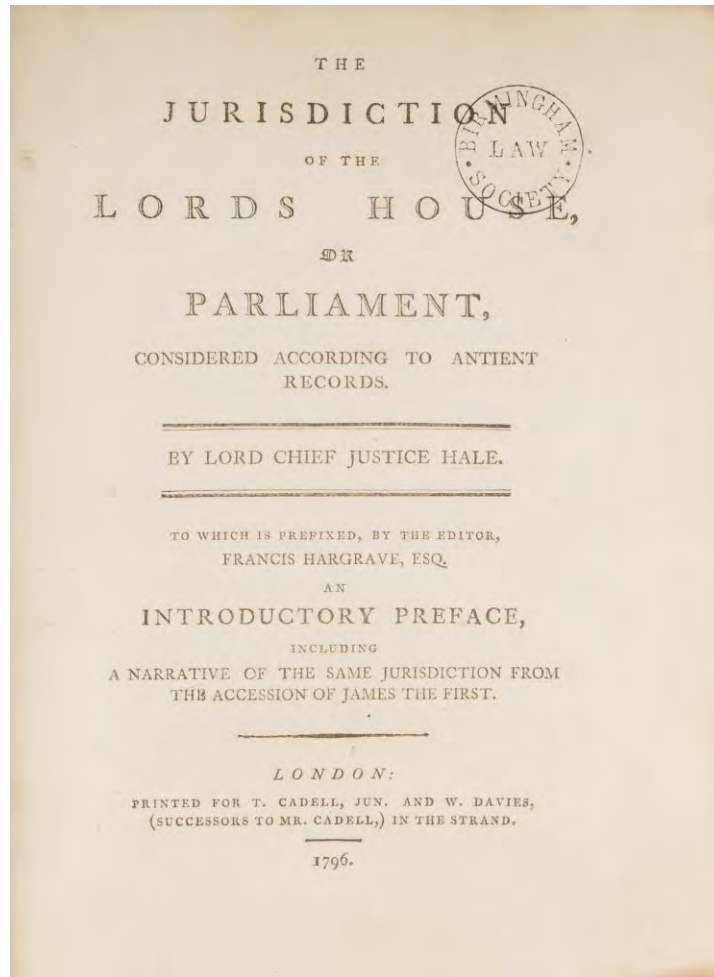 THE
JURISDICTION
OF THE
LORDS HOUSE,
OR
PARLIAMENT,
CONSIDERED ACCORDING TO ANTIENT
RECORDS.
BY LORD CHIEF JUSTICE HALE.
TO WHICH IS PREFIXED, BY THE EDITOR,
FRANCIS HARGRAVE, ESQ.
AN
INTRODUCTORY PREFACE,
INCLUDING
A NARRATIVE OF THE SAME JURISDICTION FROM
THE ACCESSION OF JAMES THE FIRST.
LONDON:
PRINTED FOR T. CADELL, JUN. AND W. DAVIES,
(SUCCESSORS TO MR. CADELL,) IN THE STRAND.
1796.
BIRMINGHAM
LAW
SOCIETY